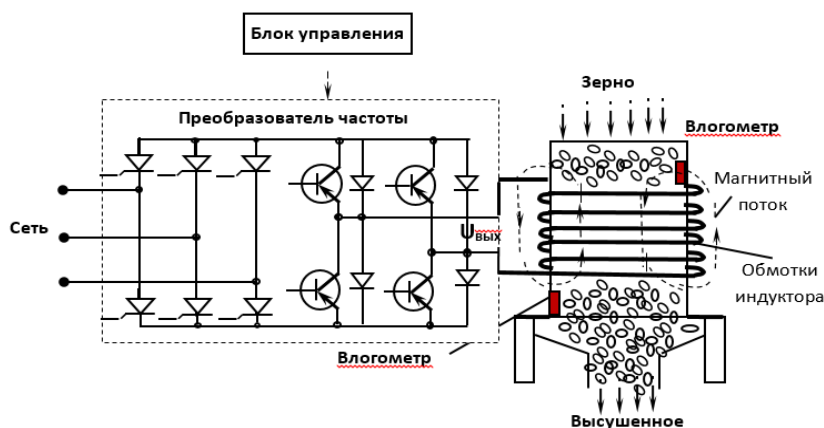 Блок управления
Преобразователь частоты
Сеть
Uвых
Влогометр
Зерно
Влогометр
Магнитный
поток
Обмотки
индуктора
Высушенное